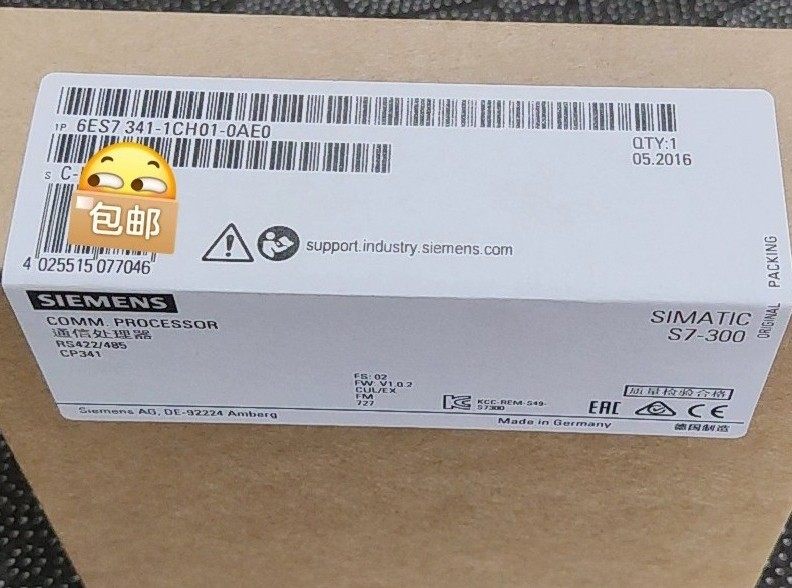 1P 6ES7 341-1CH01-0AE0
QTY:1
05.2016
S C-
包邮
4 025515 077046
support.industry.siemens.com
ORIGINAL PACKING
SIEMENS
COMM. PROCESSOR
通信处理器
RS422/485
CP341
SIMATIC
S7-300
FS: 02
FW: V1.0.2
CUL/EX
FM
727
KCC-REM-S49-
S7300
EAC
质量检验合格
CE
Siemens AG, DE-92224 Amberg
Made in Germany
德国制造